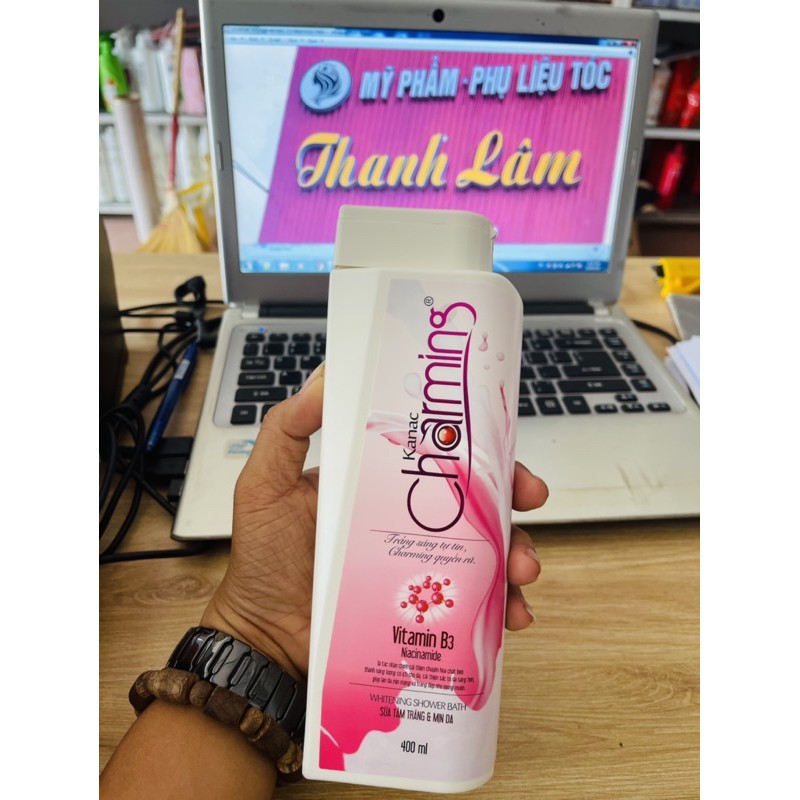 MỸ PHẨM - PHỤ LIỆU TÓC
Thanh Lâm
Kanac
Charming®
Trắng sáng tự tin,
Charming quyến rũ.
Vitamin B3
Niacinamide
WHITENING SHOWER BATH
SỮA TẮM TRẮNG & MỊN DA
400 ml